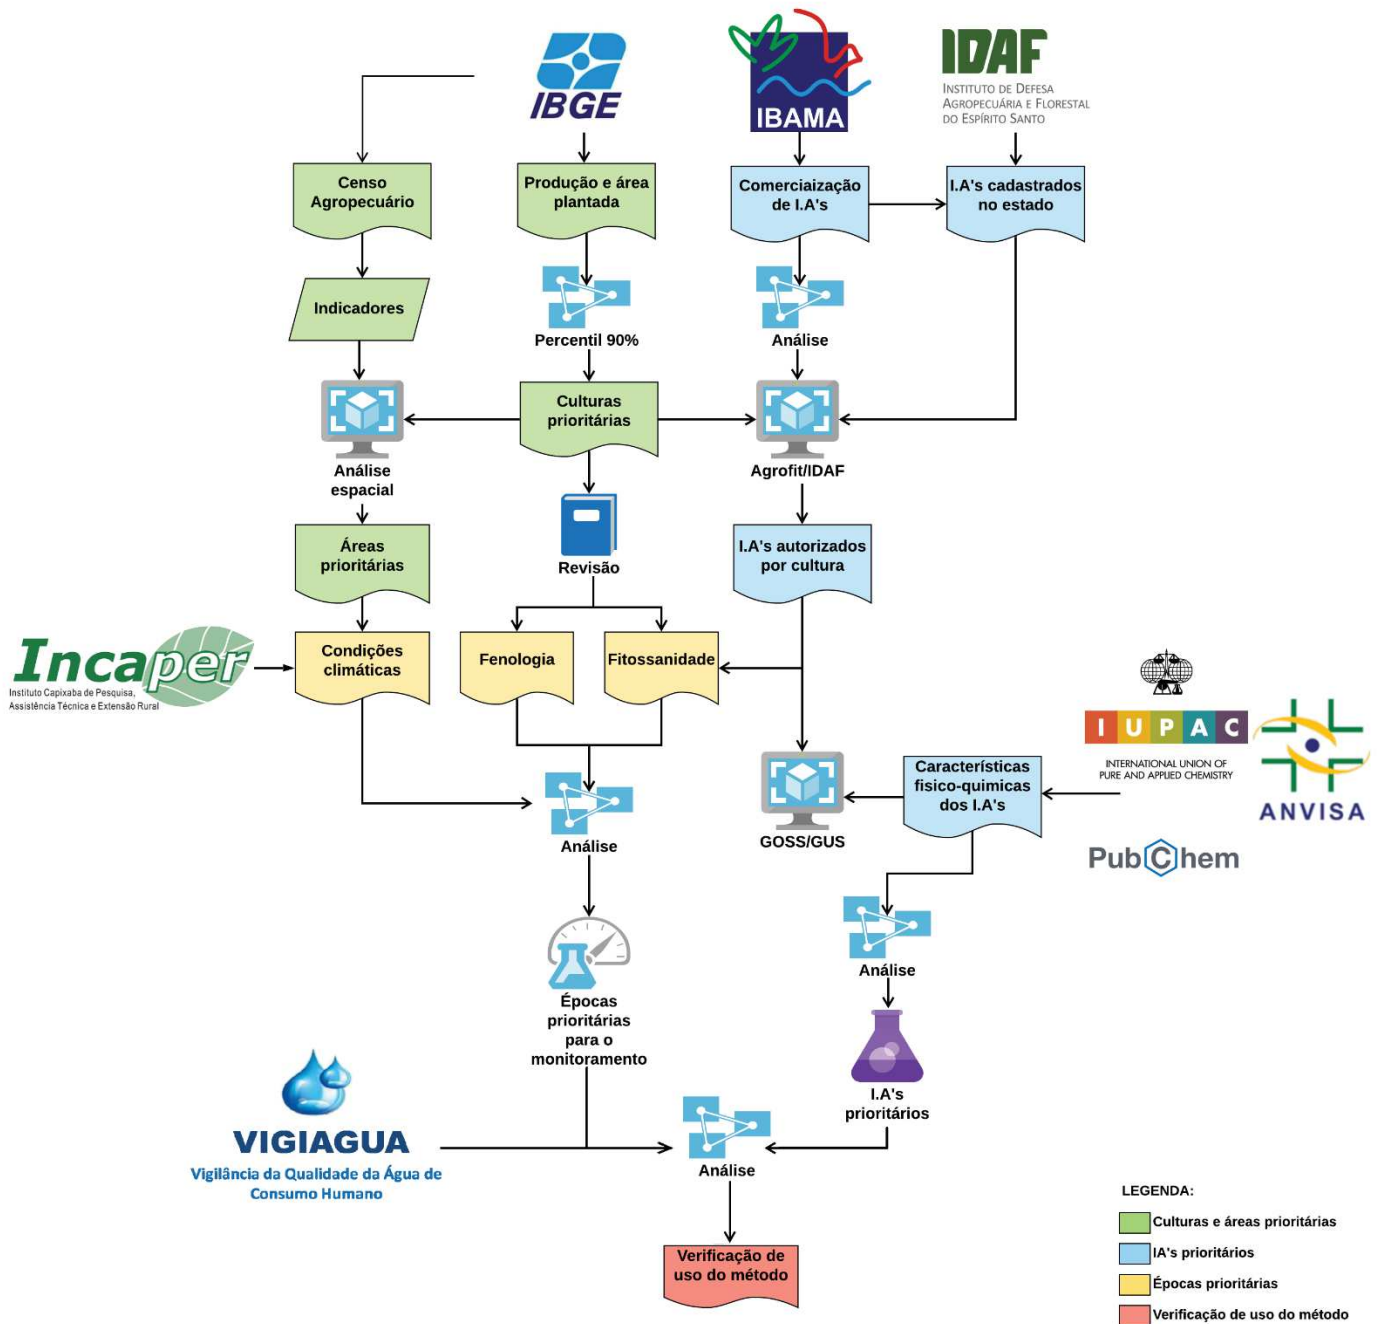 IBGE
IBAMA
IDAF
INSTITUTO DE DEFESA
AGROPECUÁRIA E FLORESTAL
DO ESPÍRITO SANTO
Censo
Agropecuário
Produção e área
plantada
Comerciaização
de I.A's
I.A's cadastrados
no estado
Indicadores
Percentil 90%
Análise
Culturas
prioritárias
Análise
espacial
Agrofit/IDAF
Áreas
prioritárias
Revisão
I.A's autorizados
por cultura
Incaper
Instituto Capixaba de Pesquisa,
Assistência Técnica e Extensão Rural
Condições
climáticas
Fenologia
Fitossanidade
IUPAC
INTERNATIONAL UNION OF
PURE AND APPLIED CHEMISTRY
ANVISA
PubChem
Características
fisico-quimicas
dos I.A's
GOSS/GUS
Análise
Análise
Épocas
prioritárias
para o
monitoramento
I.A's
prioritários
VIGIAGUA
Vigilância da Qualidade da Água de
Consumo Humano
Análise
Verificação de
uso do método
LEGENDA:
Culturas e áreas prioritárias
IA's prioritários
Épocas prioritárias
Verificação de uso do método